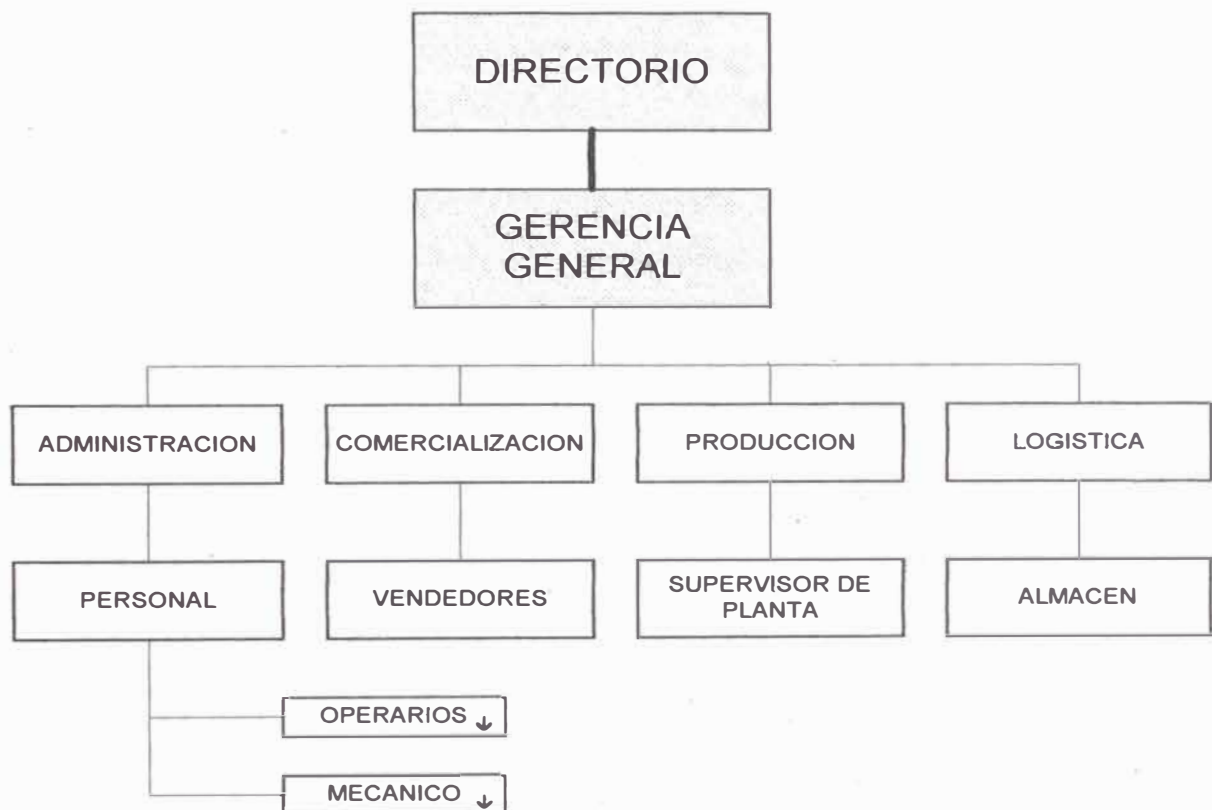 DIRECTORIO
GERENCIA
GENERAL
ADMINISTRACION
COMERCIALIZACION
PRODUCCION
LOGISTICA
PERSONAL
VENDEDORES
SUPERVISOR DE
PLANTA
ALMACEN
OPERARIOS
MECANICO